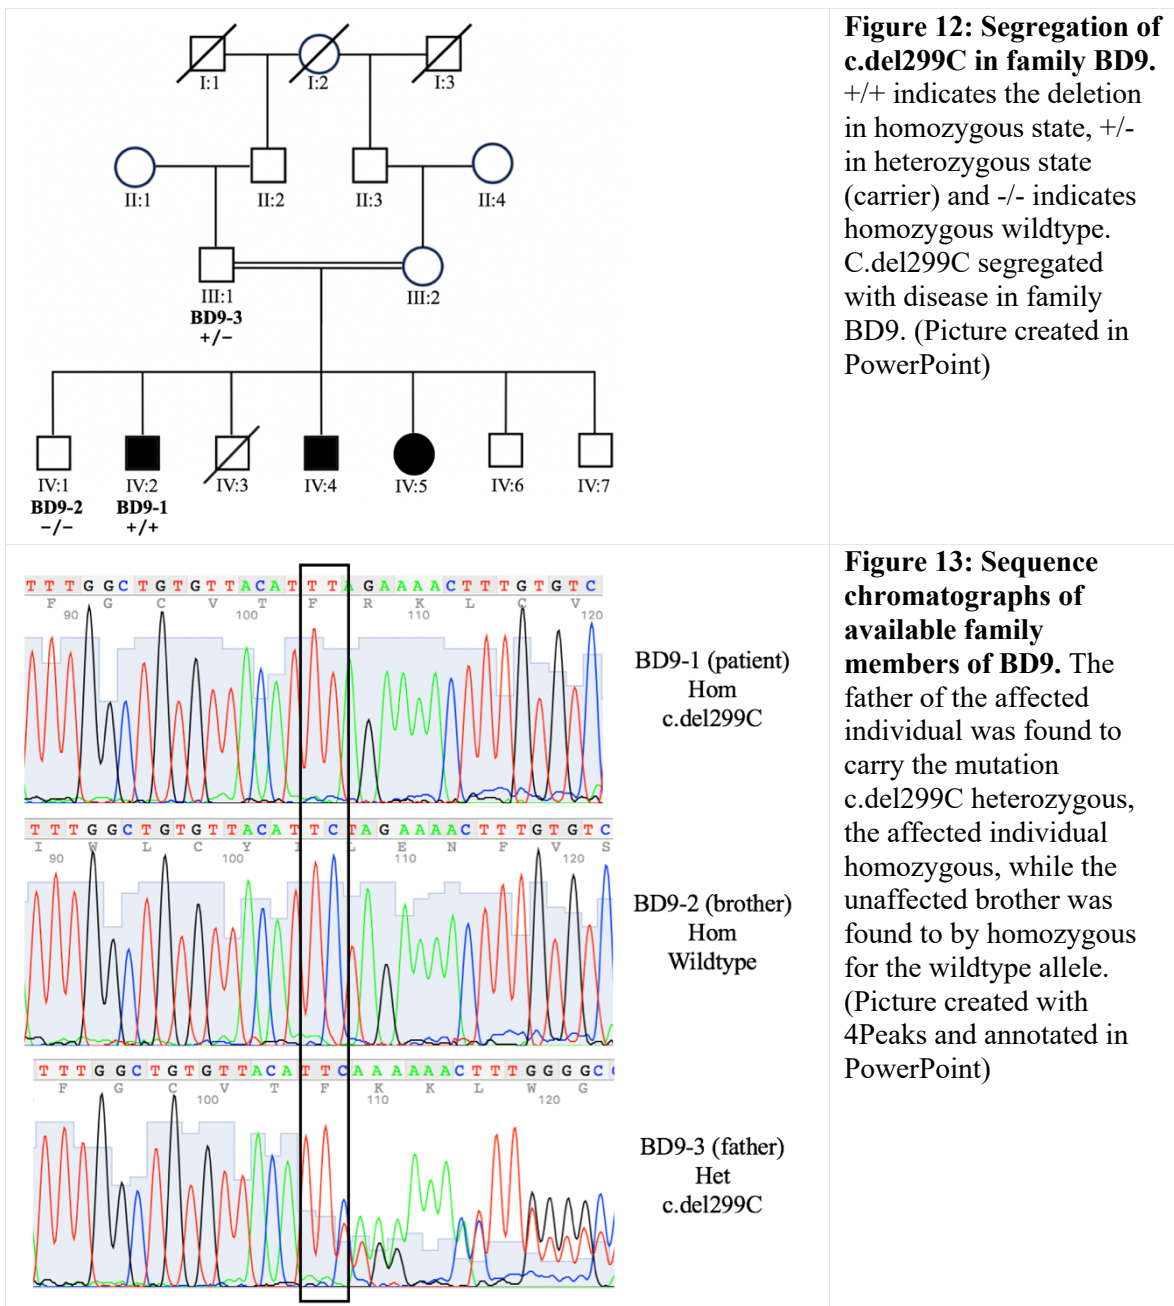 I:1
I:2
I:3
II:1
II:2
II:3
II:4
III:1
BD9-3
+/−
III:2
IV:1
BD9-2
−/−
IV:2
BD9-1
+/+
IV:3
IV:4
IV:5
IV:6
IV:7
Figure 12: Segregation of
c.del299C in family BD9.
+/+ indicates the deletion
in homozygous state, +/-
in heterozygous state
(carrier) and -/- indicates
homozygous wildtype.
C.del299C segregated
with disease in family
BD9. (Picture created in
PowerPoint)
T T T G G C T G T G T T A C A T T T A G A A A A C T T T G T G T C
F G C V T F R K L C V
90 100 110 120
BD9-1 (patient)
Hom
c.del299C
T T T G G C T G T G T T A C A T T C T A G A A A A C T T T G T G T C
I W L C Y I L E N F V S
90 100 110 120
BD9-2 (brother)
Hom
Wildtype
T T T G G C T G T G T T A C A T T C A A A A A A C T T T G G G G C
F G C V T F K K L W G
100 110 120
BD9-3 (father)
Het
c.del299C
Figure 13: Sequence
chromatographs of
available family
members of BD9. The
father of the affected
individual was found to
carry the mutation
c.del299C heterozygous,
the affected individual
homozygous, while the
unaffected brother was
found to by homozygous
for the wildtype allele.
(Picture created with
4Peaks and annotated in
PowerPoint)